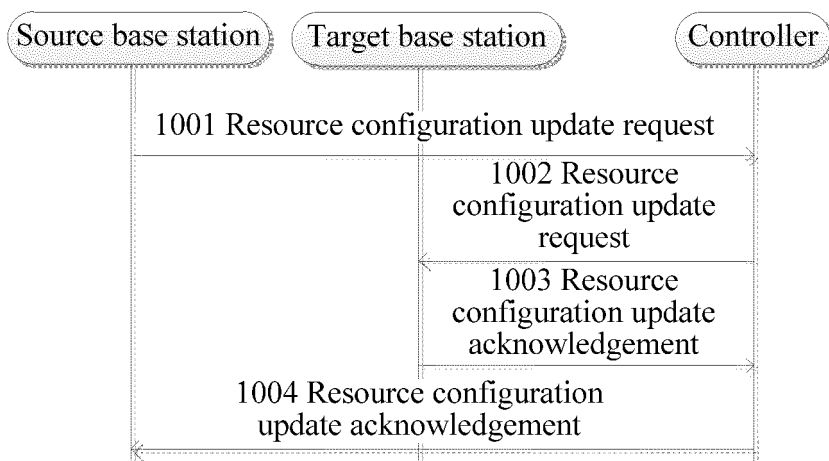 Source base station
Target base station
Controller
1001 Resource configuration update request
1002 Resource
configuration update
request
1003 Resource
configuration update
acknowledgement
1004 Resource configuration
update acknowledgement